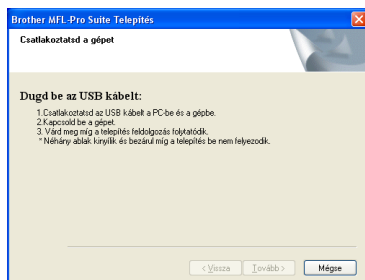 Brother MFL-Pro Suite Telepítés
Csatlakoztatsd a gépet
Dugd be az USB kábelt:
1.Csatlakoztatsd az USB kábelt a PC-be és a gépbe.
2.Kapcsold be a gépet.
3. Várd meg míg a telepítés feldolgozás folytatódik.
* Néhány ablak kinyílik és bezárul míg a telepítés be nem fejyezodik.
< Vissza Tovább > Mégse